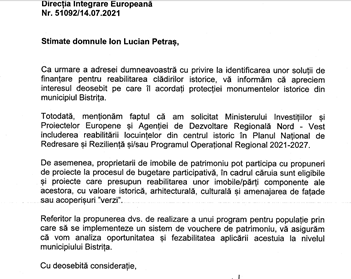 Direcția Integrare Europeană
Nr. 51092/14.07.2021
Stimate domnule Ion Lucian Petraș,
Ca urmare a adresei dumneavoastră cu privire la identificarea unor soluții de
finanțare pentru reabilitarea clădirilor istorice, vă informăm că apreciem
interesul deosebit pe care îl acordați protecției monumentelor istorice din
municipiul Bistrița.
Totodată, menționăm faptul că am solicitat Ministerului Investițiilor și
Proiectelor Europene și Agenției de Dezvoltare Regională Nord - Vest
includerea reabilitării locuințelor din centrul istoric în Planul Național de
Redresare și Reziliență și/sau Programul Operațional Regional 2021-2027.
De asemenea, proprietarii de imobile de patrimoniu pot participa cu propuneri
de proiecte la procesul de bugetare participativă, în cadrul căruia sunt eligibile
și proiecte care presupun reabilitarea unor imobile/părți componente ale
acestora, cu valoare istorică, arhitecturală, culturală și amenajarea de fațade
sau acoperișuri "verzi".
Referitor la propunerea dvs. de realizare a unui program pentru populație prin
care să se implementeze un sistem de vouchere de patrimoniu, vă asigurăm
că vom analiza oportunitatea și fezabilitatea aplicării acestuia la nivelul
municipiului Bistrița.
Cu deosebită considerație,